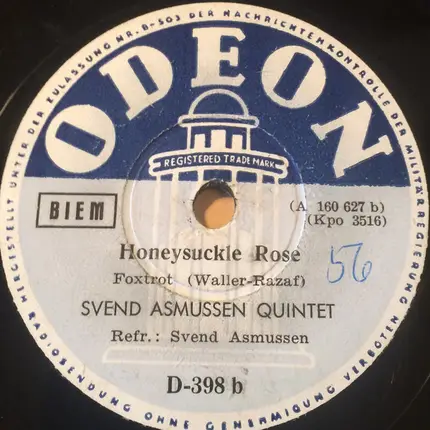 HERGESTELLT UNTER DER ZULASSUNG NR. B-503 DER NACHRICHTENKONTROLLE DER MILITÄRREGIERUNG
ODEON
REGISTERED TRADE MARK
BIEM
(A 160 627 b)
(Kpo 3516)
Honeysuckle Rose
56
Foxtrot (Waller-Razaf)
SVEND ASMUSSEN QUINTET
Refr.: Svend Asmussen
D-398 b
RADIOSENDUNG OHNE GENEHMIGUNG VERBOTEN